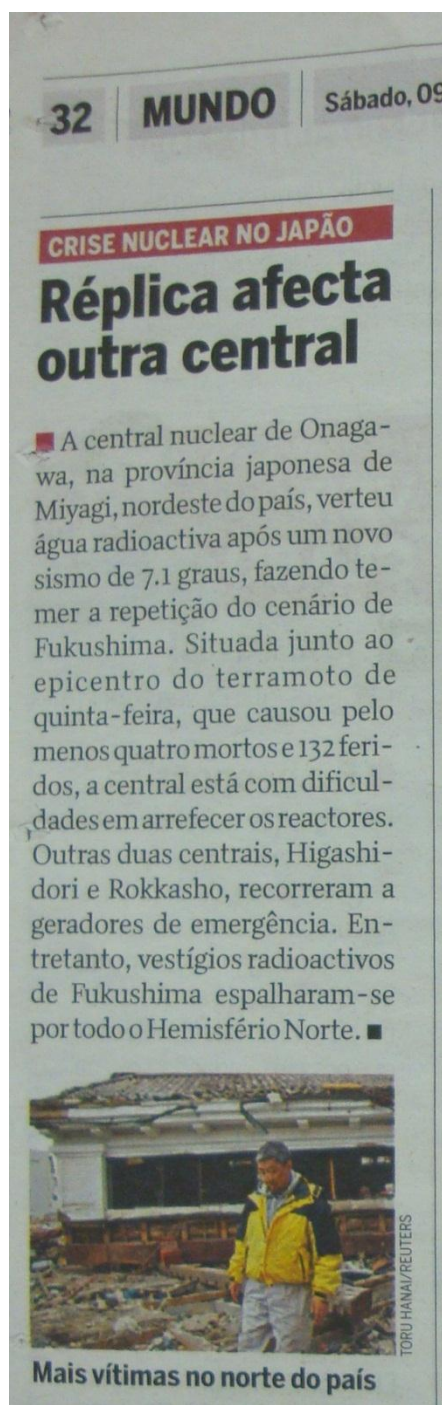 32 MUNDO Sábado, 09
CRISE NUCLEAR NO JAPÃO
Réplica afecta
outra central
A central nuclear de Onaga-
wa, na província japonesa de
Miyagi, nordeste do país, verteu
água radioactiva após um novo
sismo de 7.1 graus, fazendo te-
mer a repetição do cenário de
Fukushima. Situada junto ao
epicentro do terramoto de
quinta-feira, que causou pelo
menos quatro mortos e 132 feri-
dos, a central está com dificul-
dades em arrefecer os reactores.
Outras duas centrais, Higashi-
dori e Rokkasho, recorreram a
geradores de emergência. En-
tretanto, vestígios radioactivos
de Fukushima espalharam-se
por todo o Hemisfério Norte.
TORU HANAI/REUTERS
Mais vítimas no norte do país